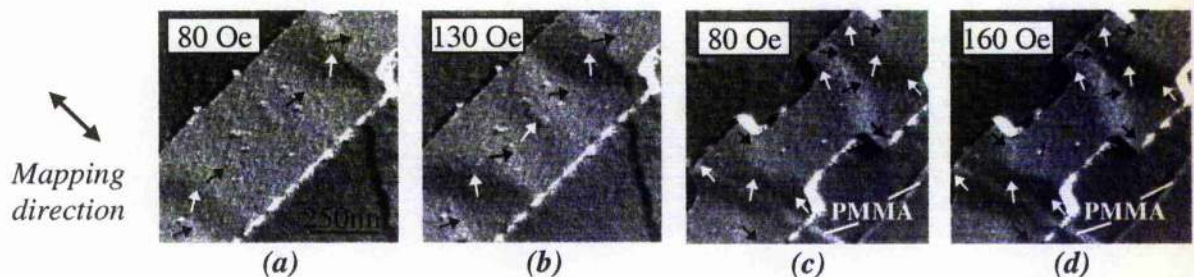 80 Oe
130 Oe
80 Oe
160 Oe
Mapping
direction
250nm
PMMA
PMMA
(a)
(b)
(c)
(d)